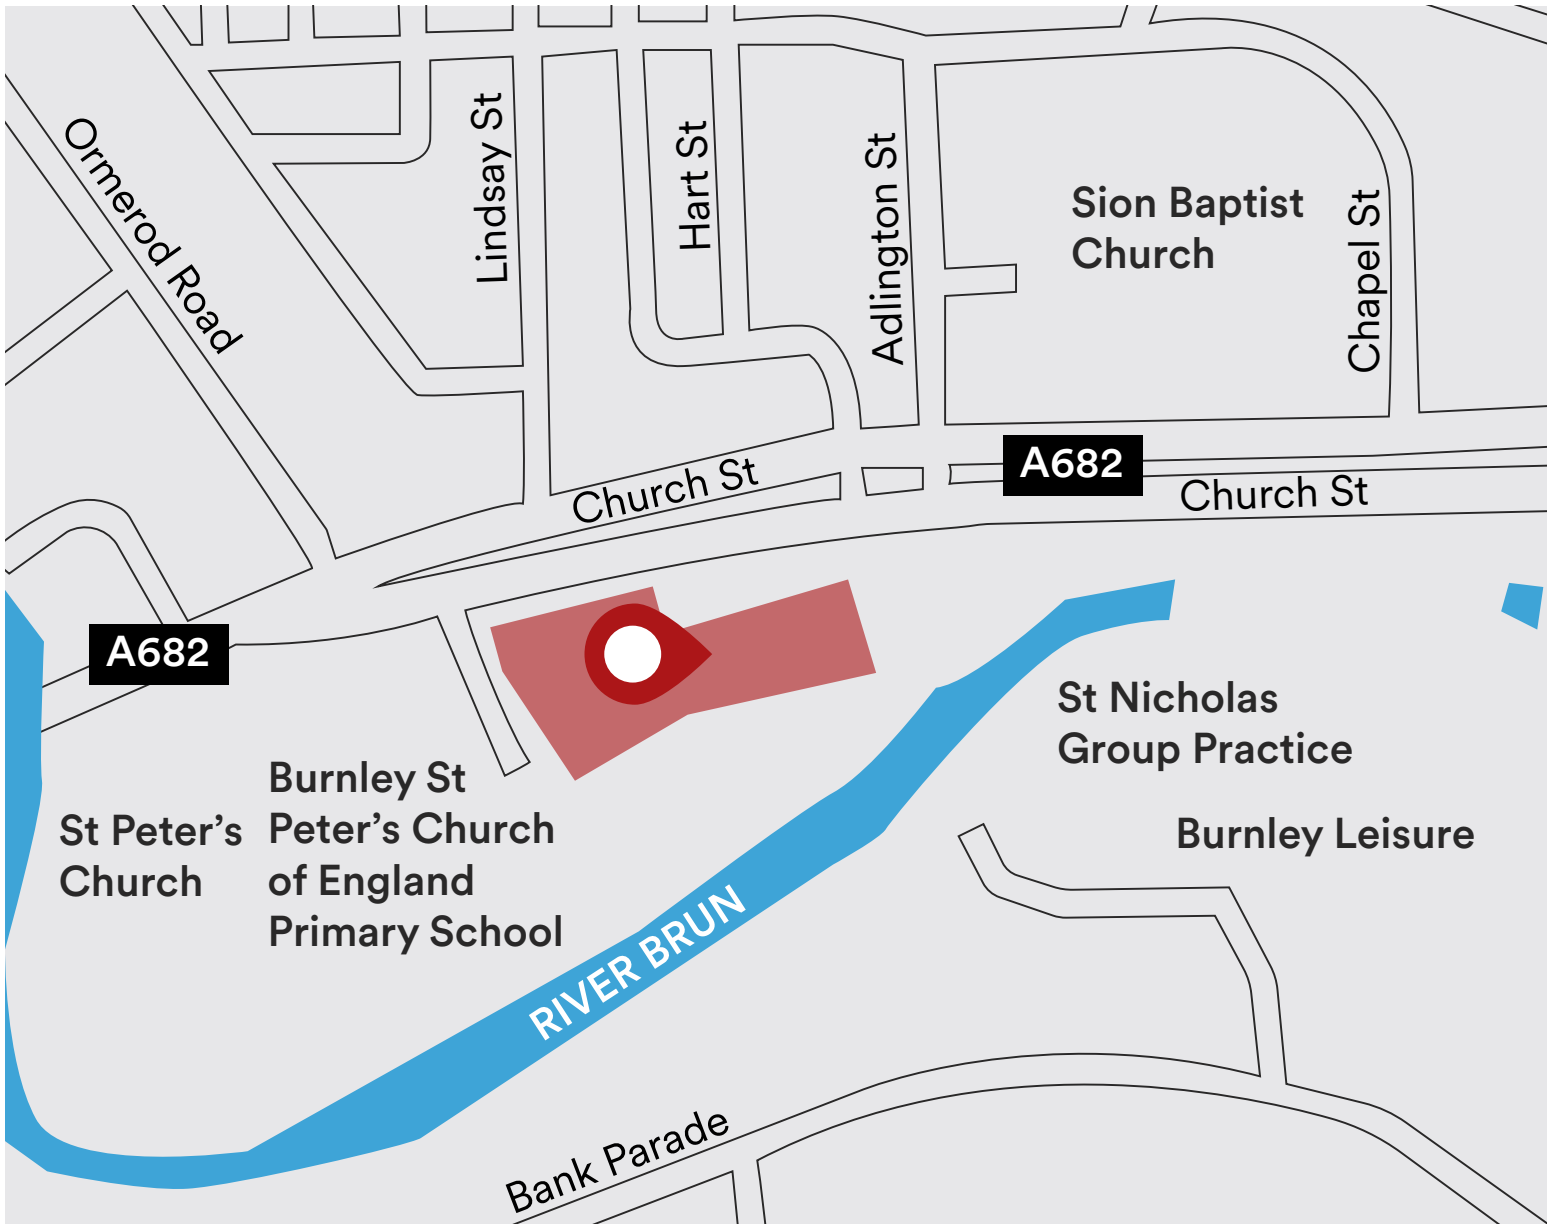 Ormerod Road
Lindsay St
Hart St
Adlington St
Sion Baptist
Church
Chapel St
A682
Church St
Church St
A682
St Nicholas
Group Practice
Burnley St
Peter’s Church
of England
Primary School
St Peter’s
Church
Burnley Leisure
RIVER BRUN
Bank Parade